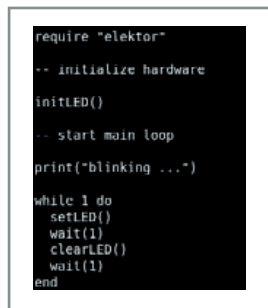 require "elektor"
-- initialize hardware
initLED()
-- start main loop
print("blinking ...")
while 1 do
setLED()
wait(1)
clearLED()
wait(1)
end